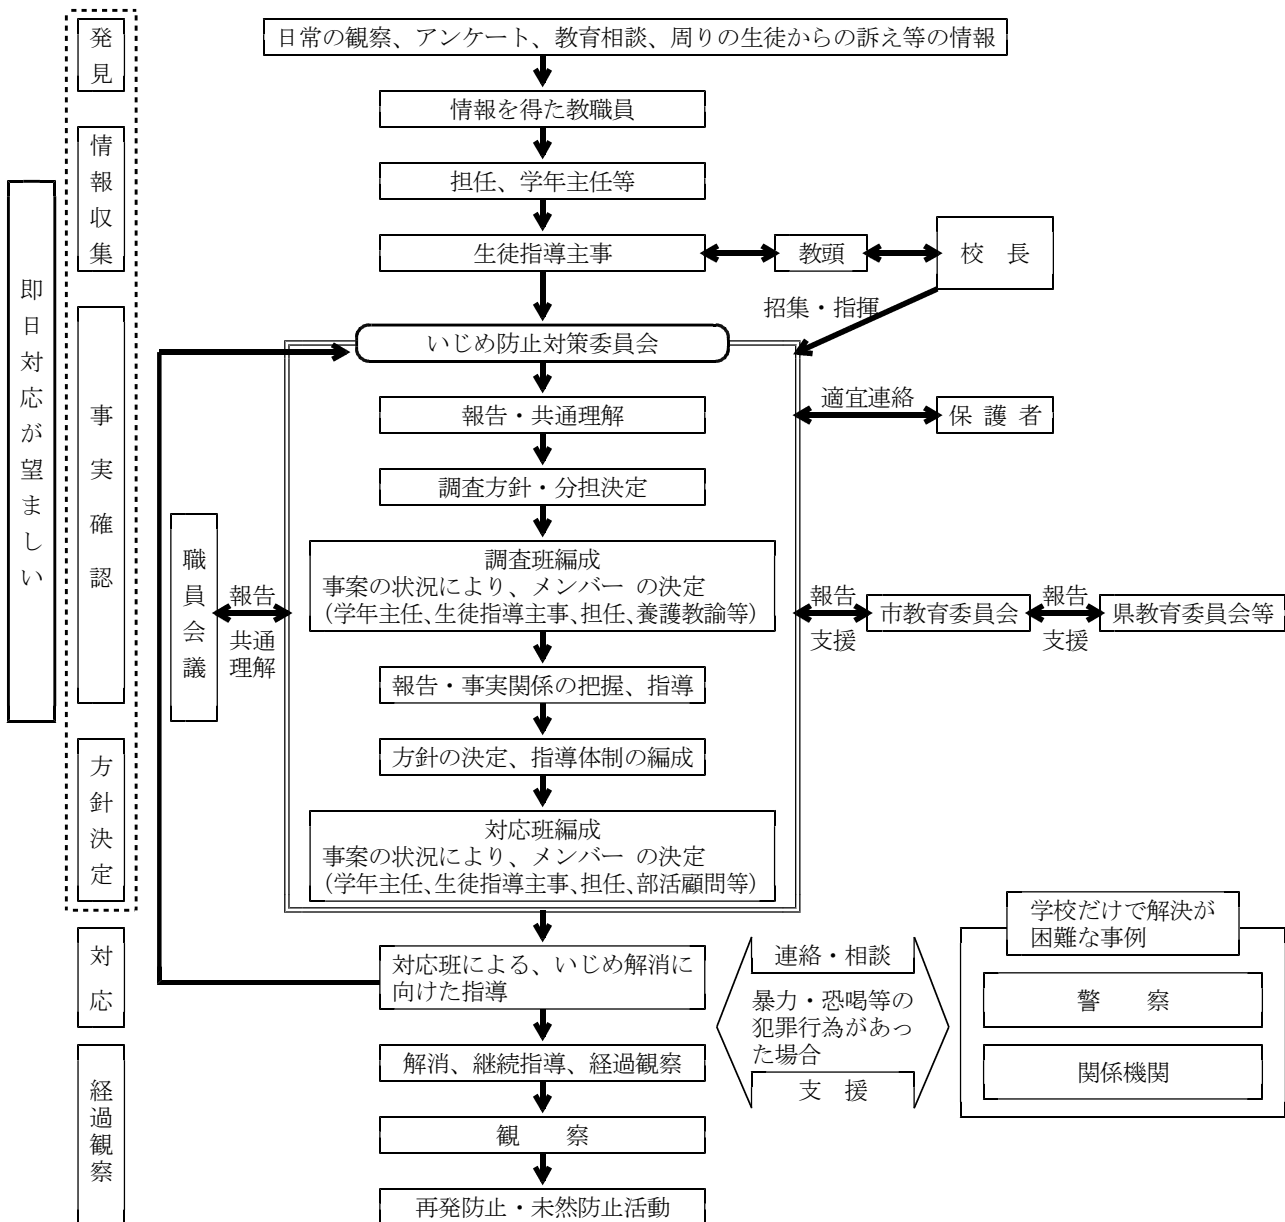 発見
情報収集
事実確認
方針決定
対応
経過観察
即日対応が望ましい
日常の観察、アンケート、教育相談、周りの生徒からの訴え等の情報
情報を得た教職員
担任、学年主任等
生徒指導主事
教頭
校　長
招集・指揮
いじめ防止対策委員会
報告・共通理解
適宜連絡
保 護 者
調査方針・分担決定
職員会議
報告
共通
理解
調査班編成
事案の状況により、メンバー の決定
（学年主任、生徒指導主事、担任、養護教諭等）
報告
支援
市教育委員会
報告
支援
県教育委員会等
報告・事実関係の把握、指導
方針の決定、指導体制の編成
対応班編成
事案の状況により、メンバー の決定
（学年主任、生徒指導主事、担任、部活顧問等）
対応班による、いじめ解消に
向けた指導
連絡・相談
暴力・恐喝等の
犯罪行為があっ
た場合
支　援
学校だけで解決が
困難な事例
警　　察
関係機関
解消、継続指導、経過観察
観　　察
再発防止・未然防止活動